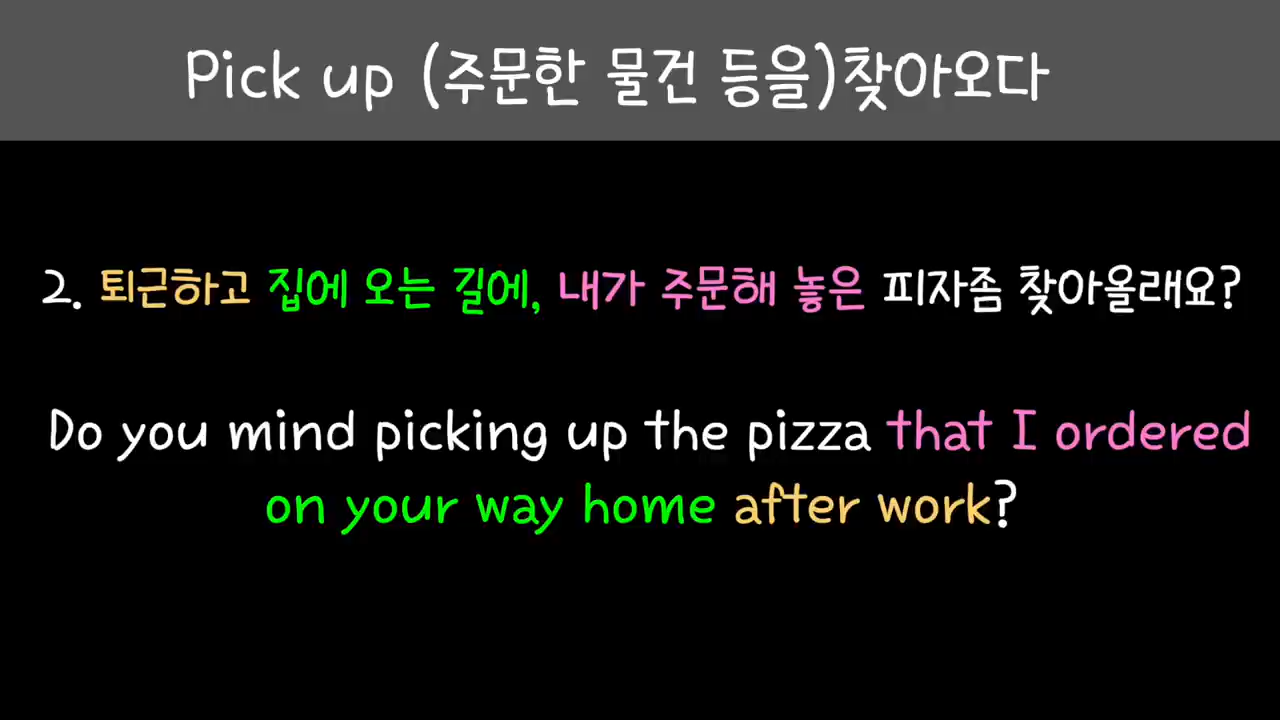 Pick up (주문한 물건 등을)찾아오다
2. 퇴근하고 집에 오는 길에, 내가 주문해 놓은 피자좀 찾아올래요?
Do you mind picking up the pizza that I ordered
on your way home after work?